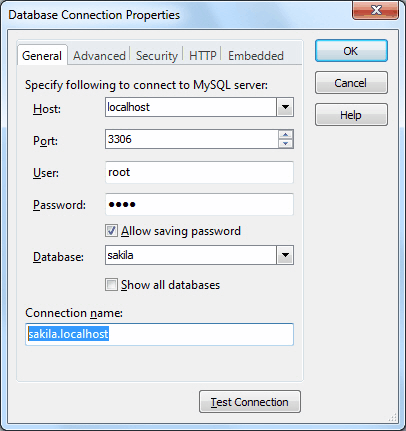 Database Connection Properties
General Advanced Security HTTP Embedded
OK
Specify following to connect to MySQL server:
Cancel
Host: localhost
Help
Port: 3306
User: root
Password: ●●●●
Allow saving password
Database: sakila
Show all databases
Connection name:
sakila.localhost
Test Connection